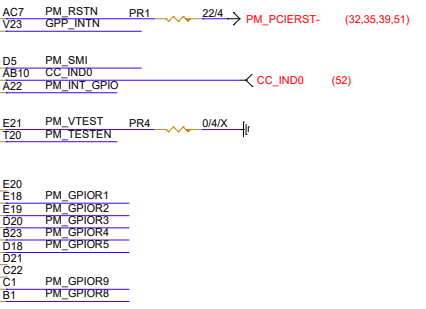 AC7 PM_RSTN PR1 22/4 PM_PCIERST- (32,35,39,51)
V23 GPP_INTN
D5 PM_SMI
AB10 CC_IND0 CC_IND0 (52)
A22 PM_INT_GPIO
E21 PM_VTEST PR4 0/4/X
T20 PM_TESTEN
E20
E18 PM_GPIOR1
E19 PM_GPIOR2
D20 PM_GPIOR3
B23 PM_GPIOR4
D18 PM_GPIOR5
D21
C22
C1 PM_GPIOR9
B1 PM_GPIOR8